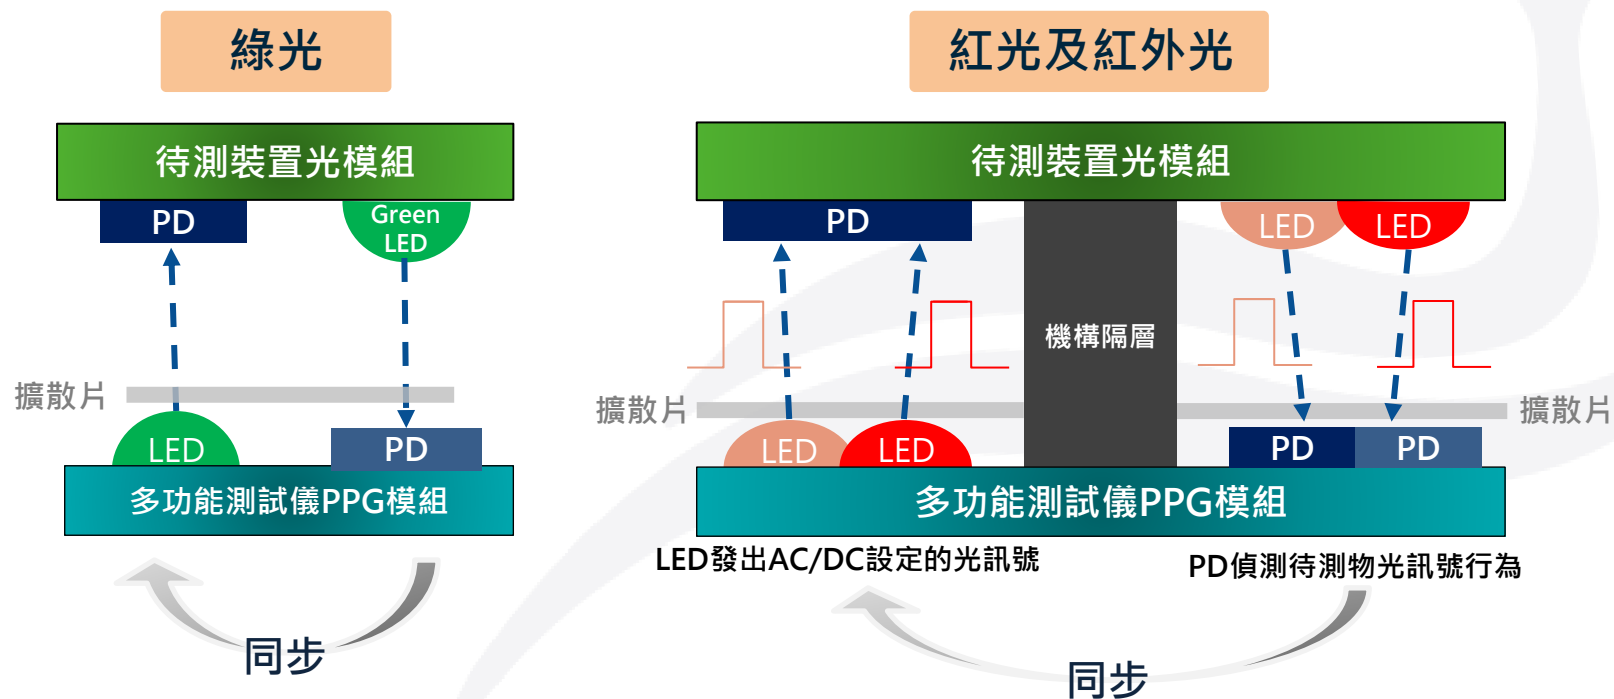 綠光
待測裝置光模組
PD
Green
LED
擴散片
LED
PD
多功能測試儀PPG模組
同步
紅光及紅外光
待測裝置光模組
PD
LED
LED
機構隔層
擴散片
擴散片
LED
LED
PD
PD
多功能測試儀PPG模組
LED發出AC/DC設定的光訊號
PD偵測待測物光訊號行為
同步